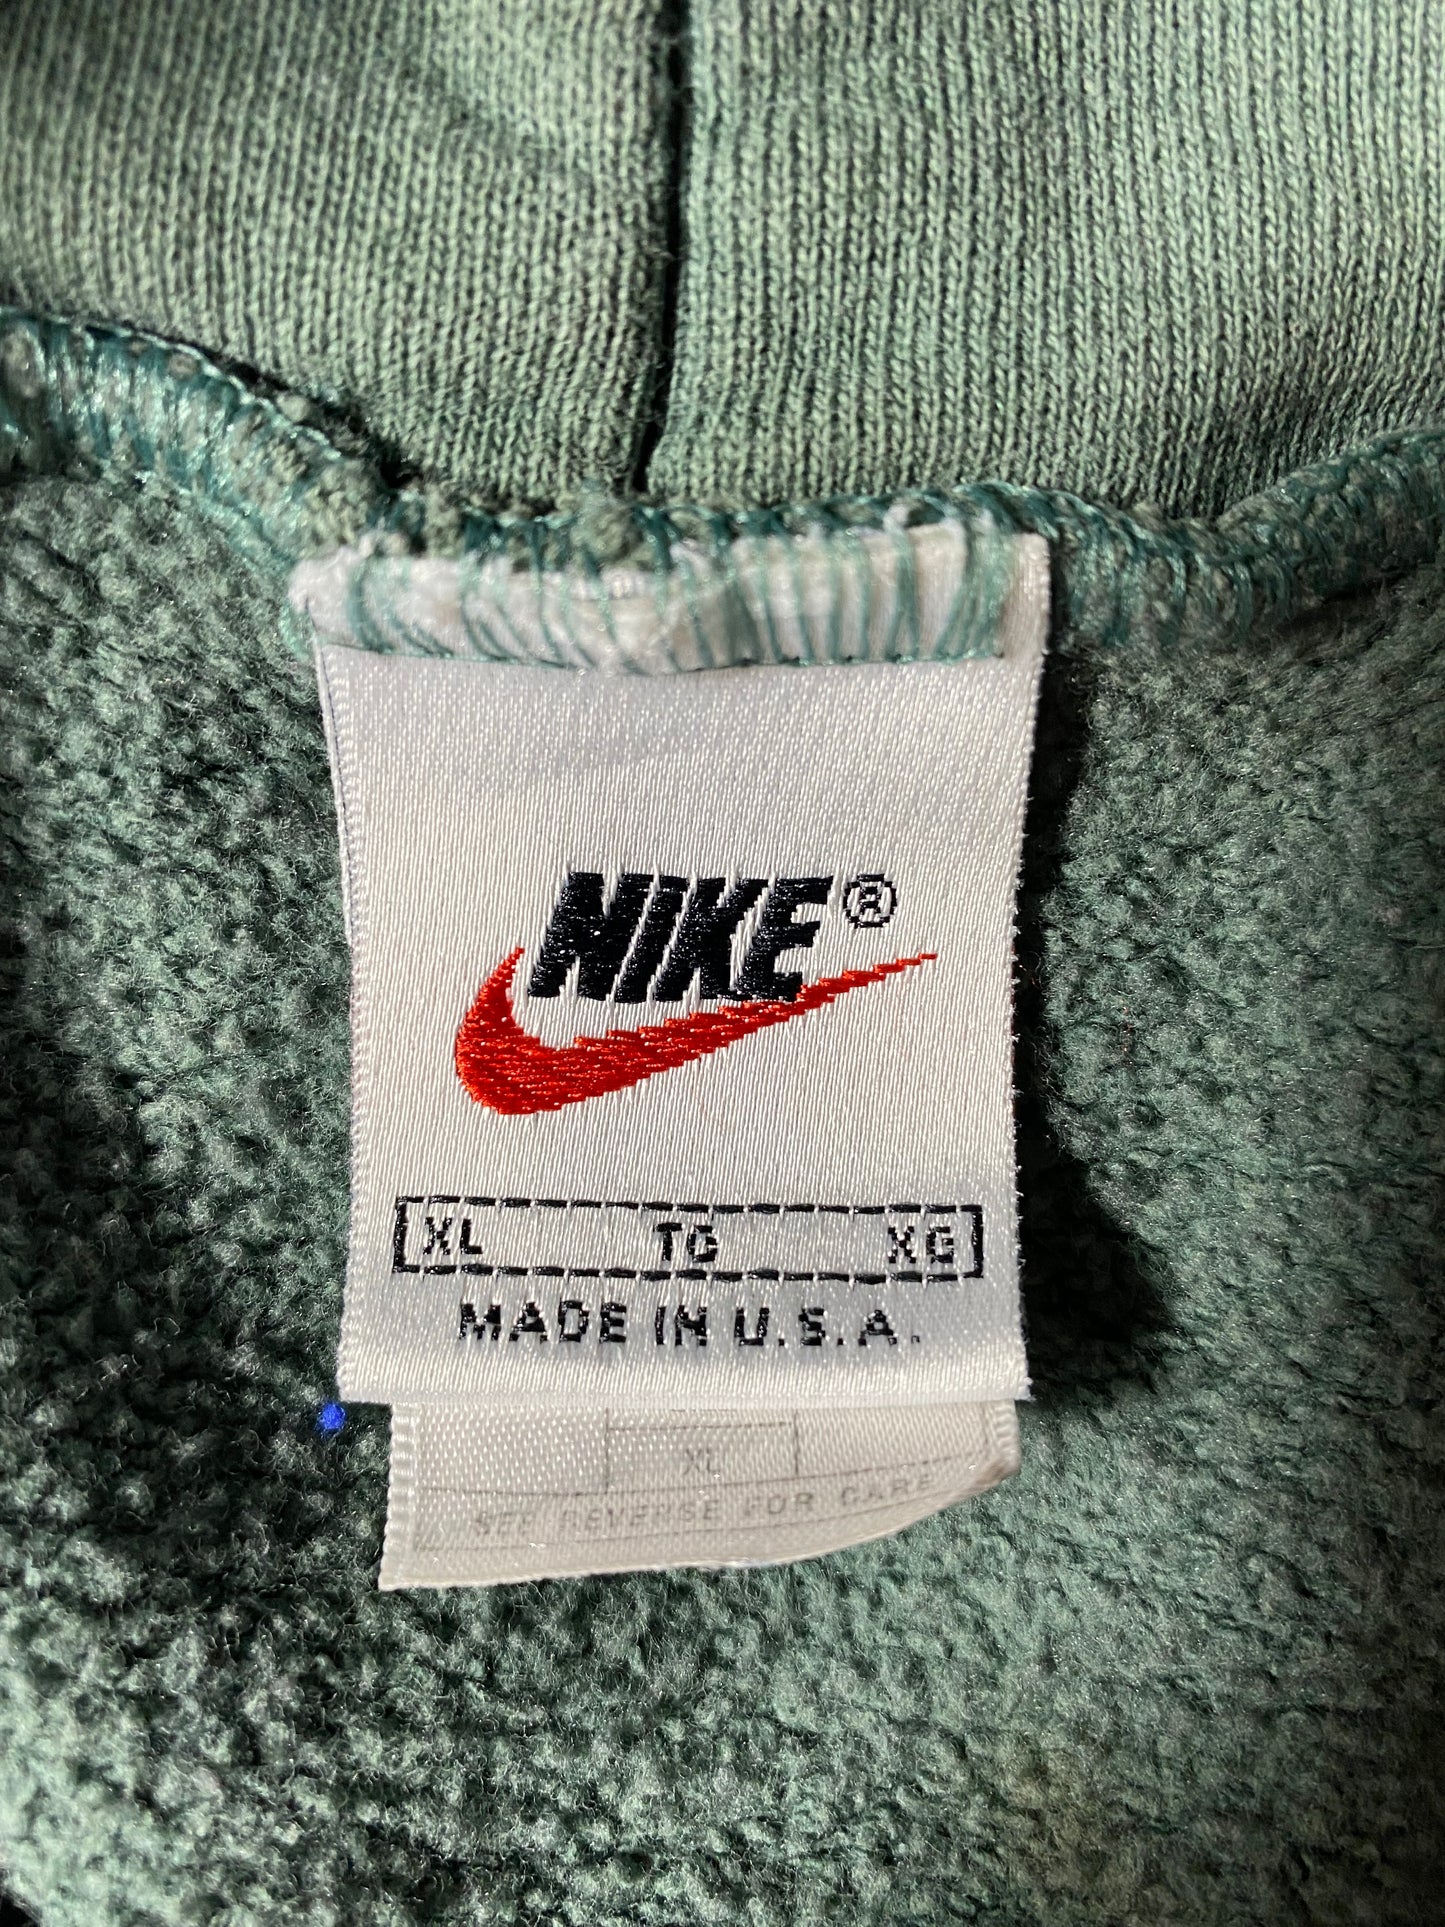 NIKE®
XL TG XG
MADE IN U.S.A.
XL
SEE REVERSE FOR CARE